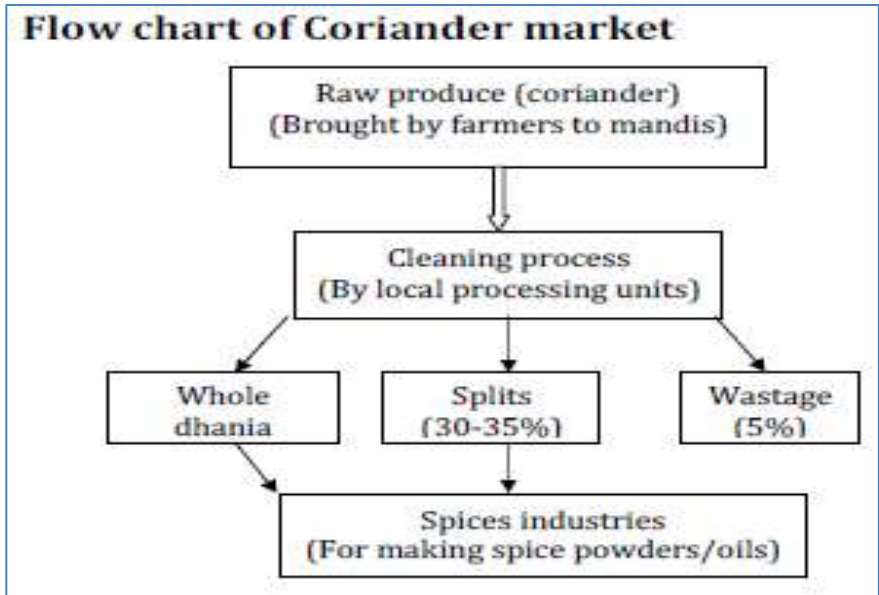 Flow chart of Coriander market
Raw produce (coriander)
(Brought by farmers to mandis)
Cleaning process
(By local processing units)
Whole
dhania
Splits
(30-35%)
Wastage
(5%)
Spices industries
(For making spice powders/oils)